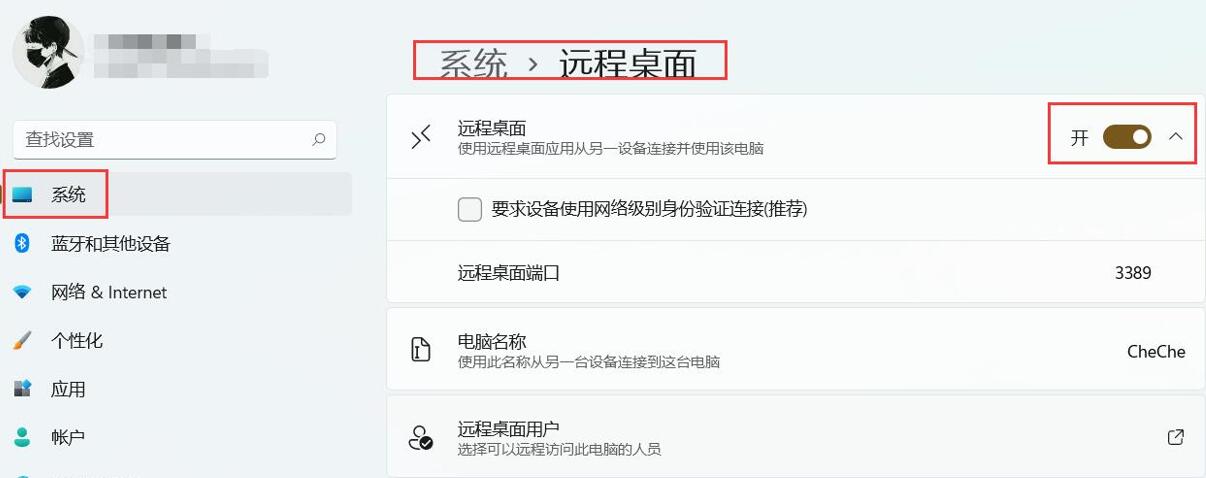 系统 › 远程桌面
查找设置
系统
蓝牙和其他设备
网络 & Internet
个性化
应用
帐户
远程桌面
使用远程桌面应用从另一设备连接并使用该电脑
开
要求设备使用网络级别身份验证连接(推荐)
远程桌面端口
3389
电脑名称
使用此名称从另一台设备连接到这台电脑
CheChe
远程桌面用户
选择可以远程访问此电脑的人员